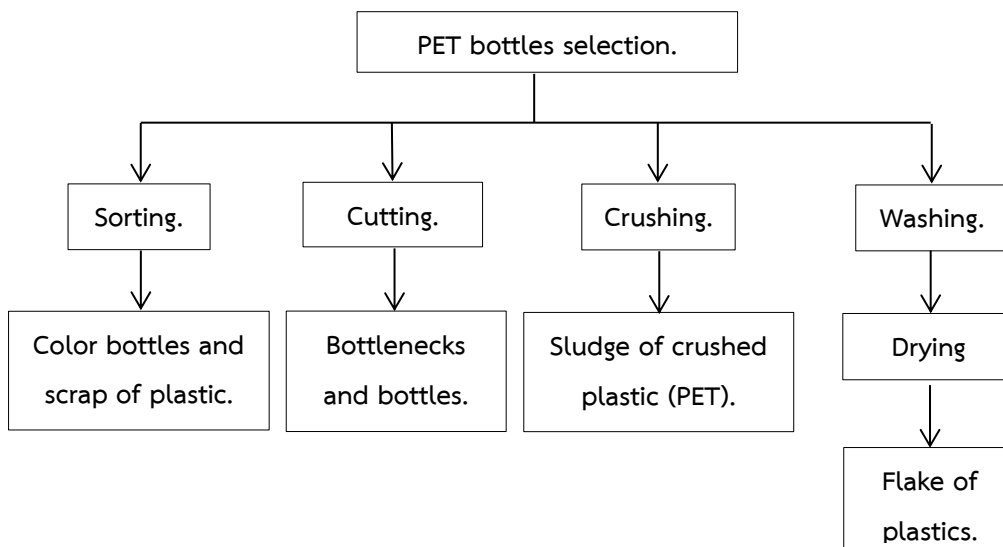 PET bottles selection.
Sorting.
Cutting.
Crushing.
Washing.
Color bottles and
scrap of plastic.
Bottlenecks
and bottles.
Sludge of crushed
plastic (PET).
Drying
Flake of
plastics.